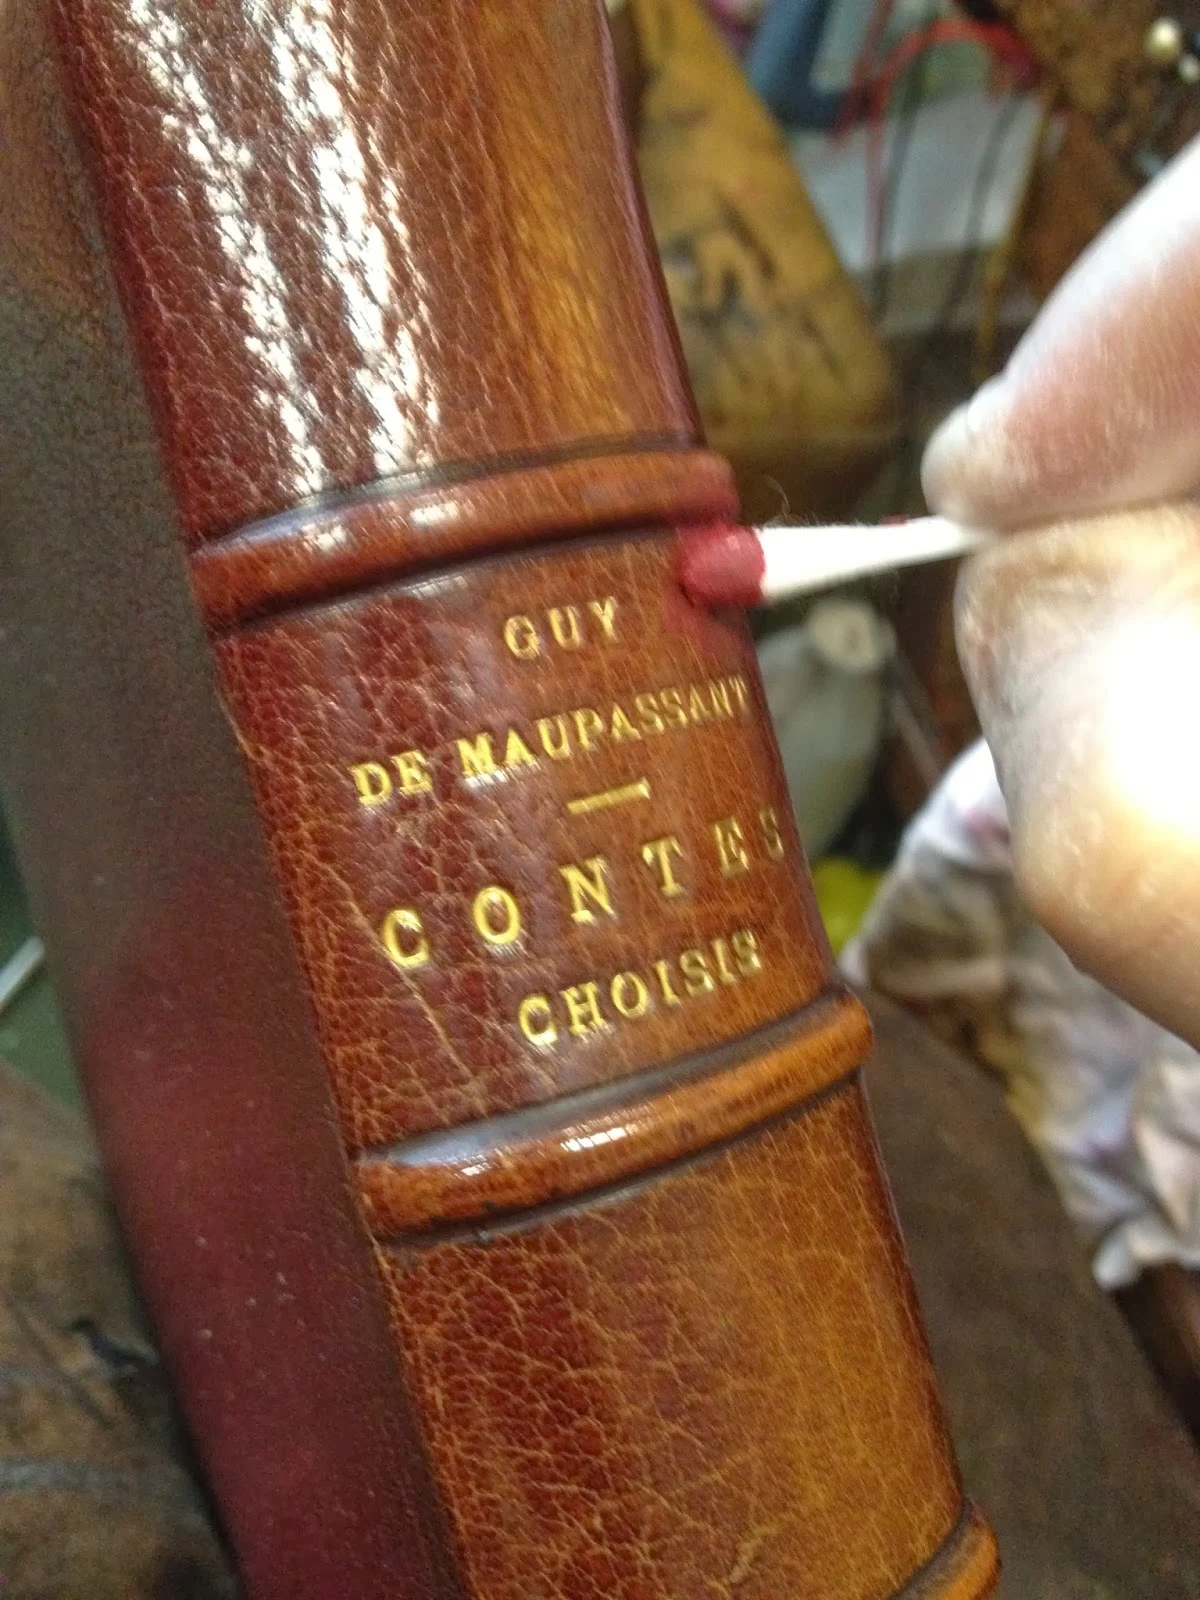 GUY
DE MAUPASSANT
CONTES
CHOISIS